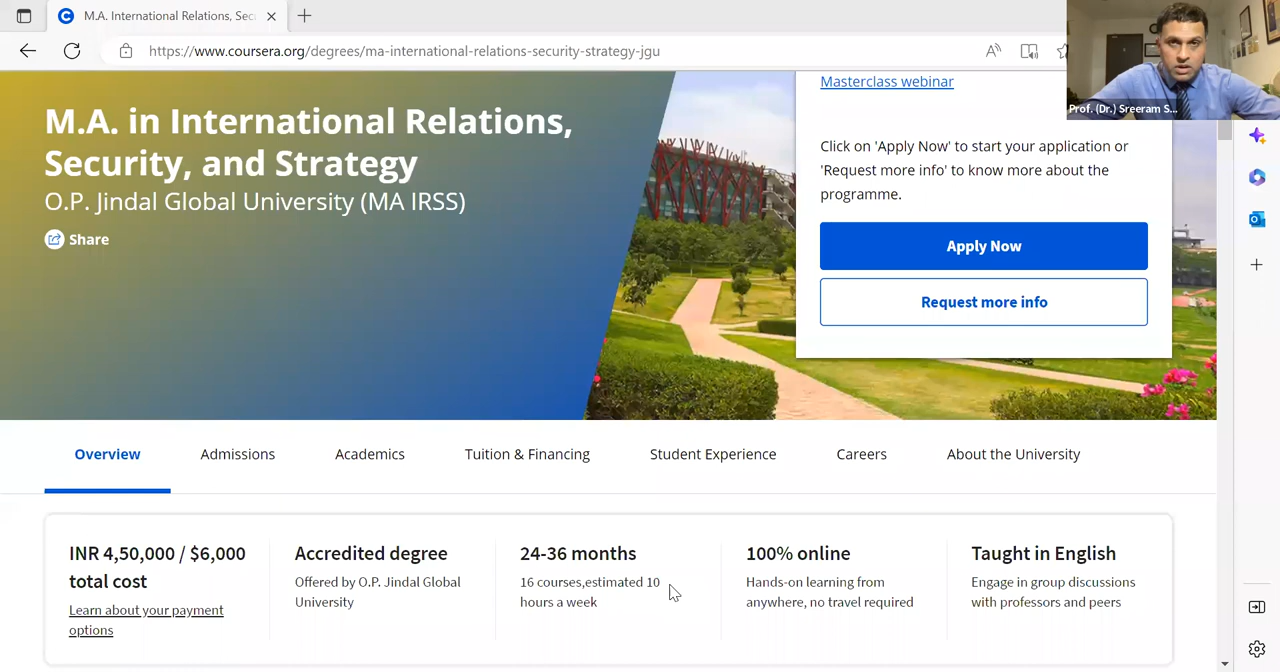 M.A. International Relations, Sec
https://www.coursera.org/degrees/ma-international-relations-security-strategy-jgu
Prof. (Dr.) Sreeram S...
M.A. in International Relations,
Security, and Strategy
O.P. Jindal Global University (MA IRSS)
Share
Masterclass webinar
Click on 'Apply Now' to start your application or
'Request more info' to know more about the
programme.
Apply Now
Request more info
Overview
Admissions
Academics
Tuition & Financing
Student Experience
Careers
About the University
INR 4,50,000 / $6,000
total cost
Learn about your payment
options
Accredited degree
Offered by O.P. Jindal Global
University
24-36 months
16 courses,estimated 10
hours a week
100% online
Hands-on learning from
anywhere, no travel required
Taught in English
Engage in group discussions
with professors and peers